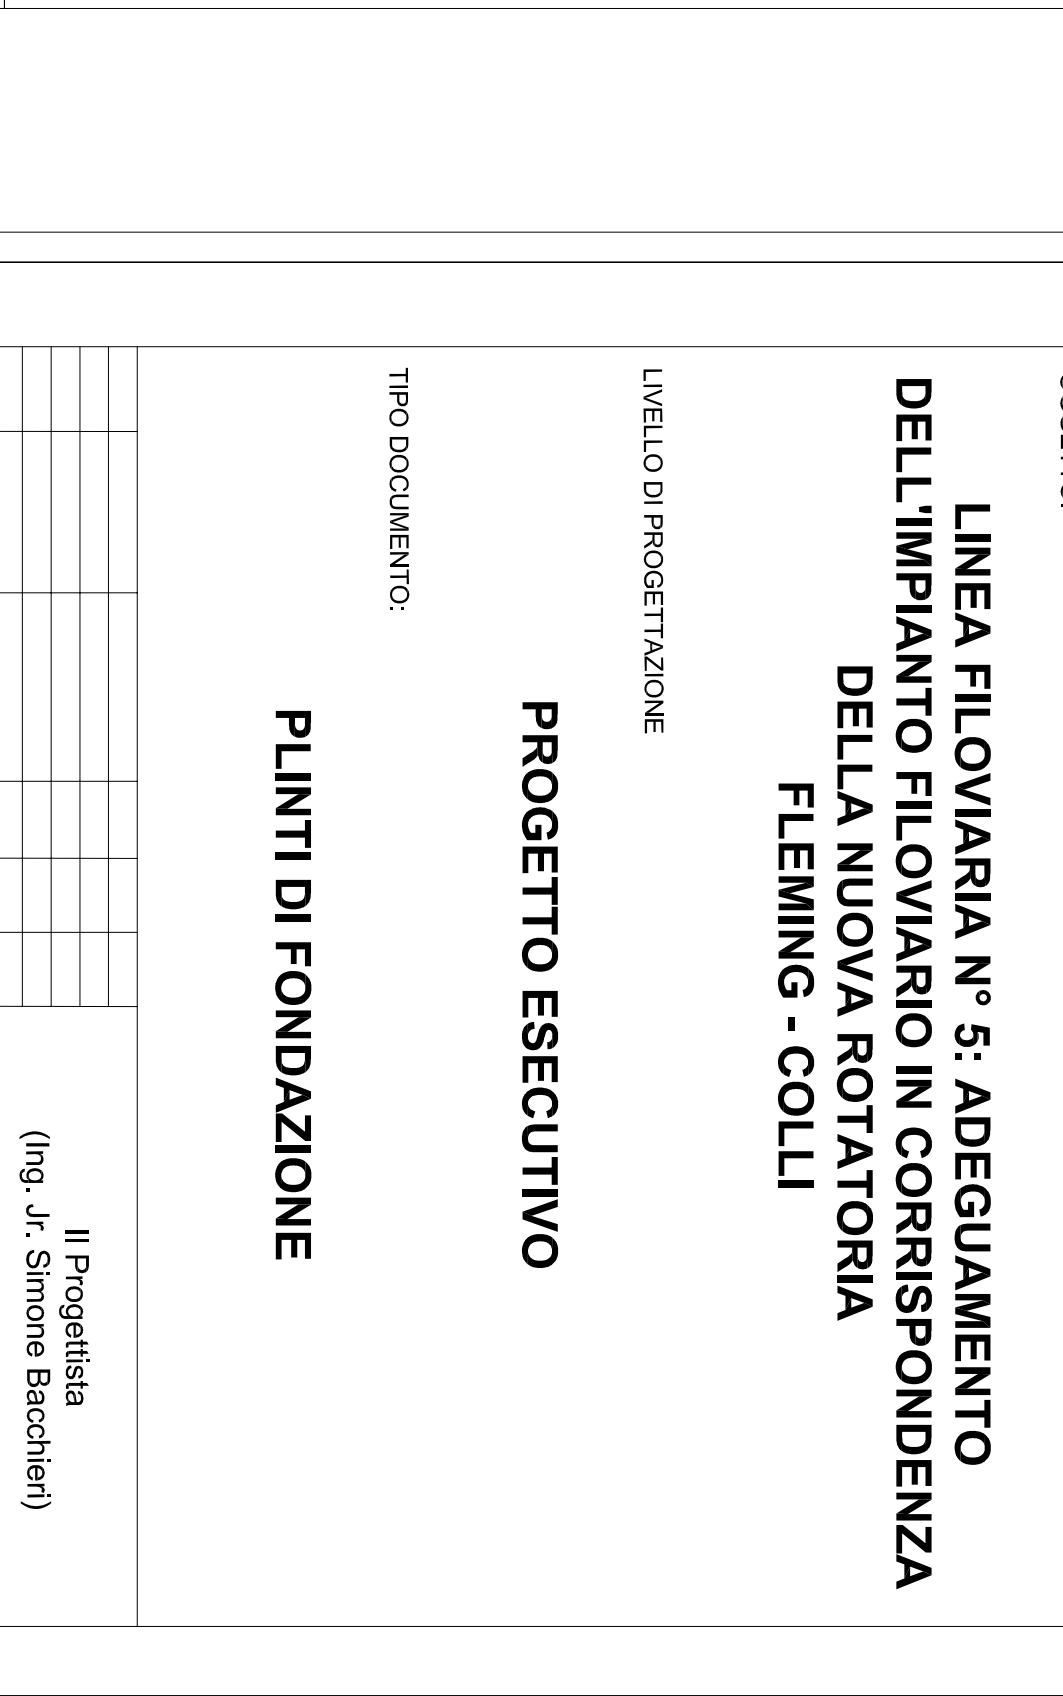 LINEA FILOVIARIA N° 5: ADEGUAMENTO
DELL'IMPIANTO FILOVIARIO IN CORRISPONDENZA
DELLA NUOVA ROTATORIA
FLEMING - COLLI
LIVELLO DI PROGETTAZIONE
PROGETTO ESECUTIVO
TIPO DOCUMENTO:
PLINTI DI FONDAZIONE
Il Progettista
(Ing. Jr. Simone Bacchieri)